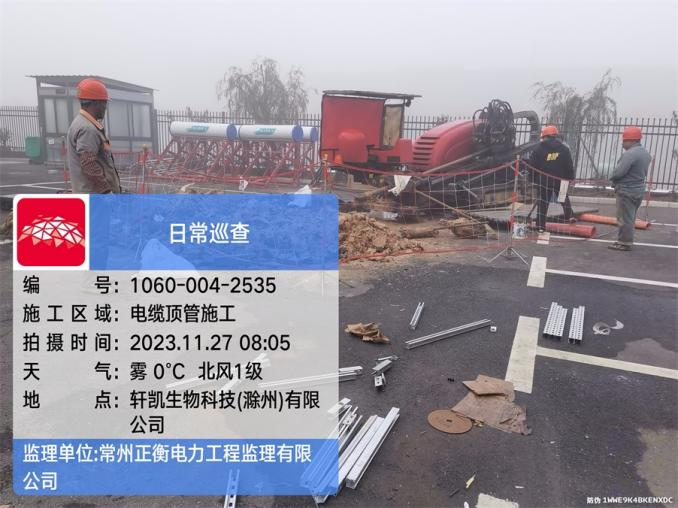 日常巡查
编号：1060-004-2535
施工区域：电缆顶管施工
拍摄时间：2023.11.27 08:05
天气：雾 0℃ 北风1级
地点：轩凯生物科技(滁州)有限
公司
监理单位:常州正衡电力工程监理有限
公司
防伪 1WWE9K4BKENXDC